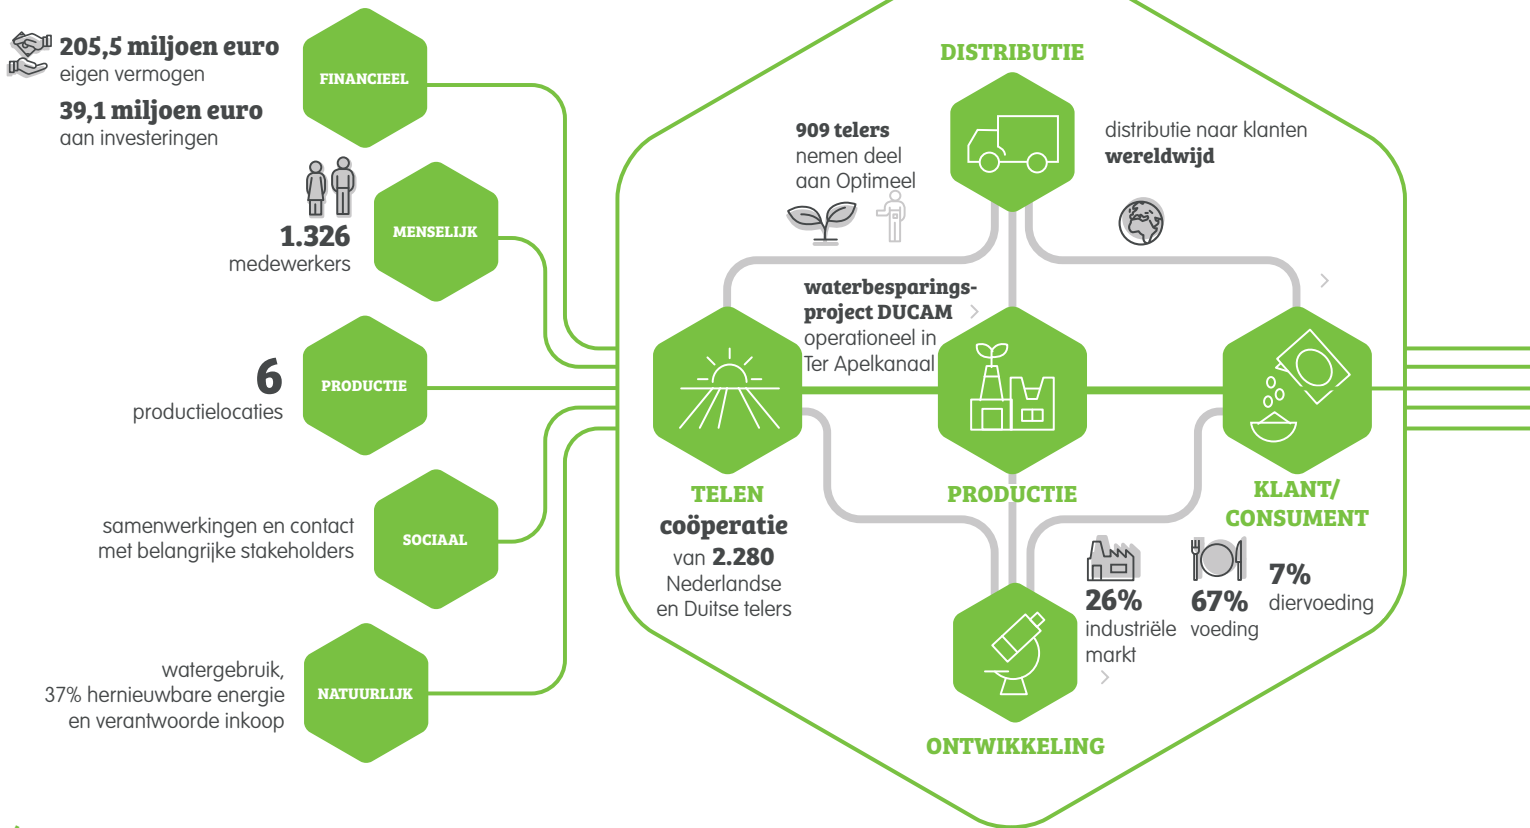 205,5 miljoen euro
eigen vermogen
39,1 miljoen euro
aan investeringen
FINANCIEEL
1.326
medewerkers
MENSELIJK
6
productielocaties
PRODUCTIE
samenwerkingen en contact
met belangrijke stakeholders
SOCIAAL
watergebruik,
37% hernieuwbare energie
en verantwoorde inkoop
NATUURLIJK
DISTRIBUTIE
909 telers
nemen deel
aan Optimeel
distributie naar klanten
wereldwijd
waterbesparings-
project DUCAM
operationeel in
Ter Apelkanaal
TELEN
coöperatie
van 2.280
Nederlandse
en Duitse telers
PRODUCTIE
KLANT/
CONSUMENT
26%
industriële
markt
67%
voeding
7%
diervoeding
ONTWIKKELING